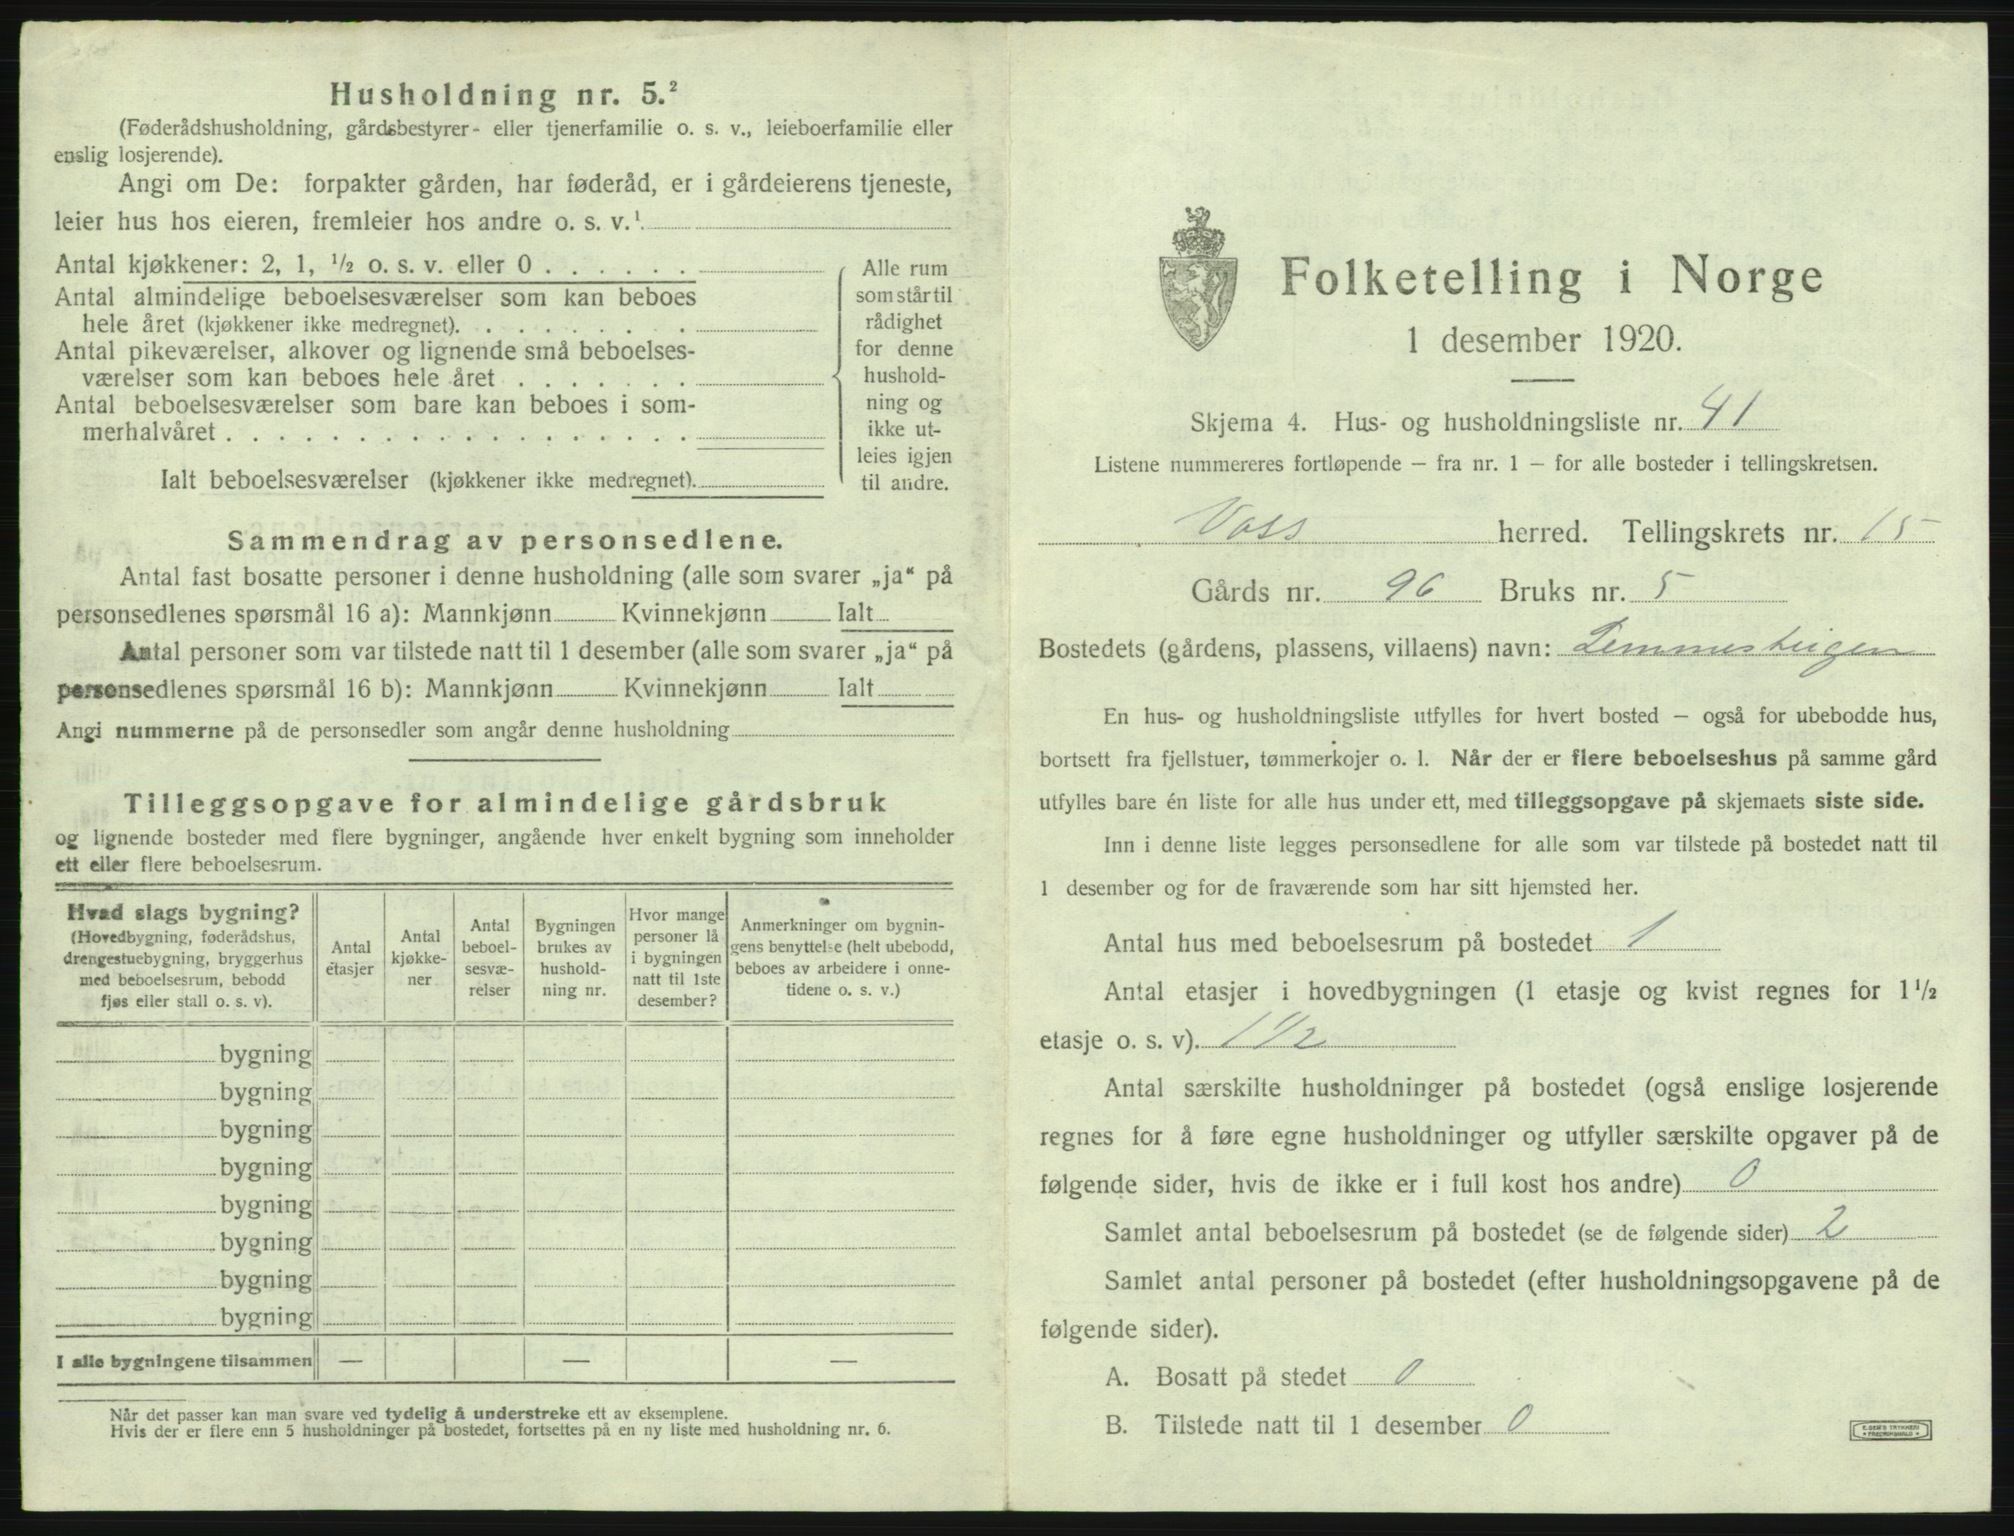 Husholdning nr. 5.²
(Føderådshusholdning, gårdsbestyrer- eller tjenerfamilie o. s. v., leieboerfamilie eller
enslig losjerende).
Angi om De: forpakter gården, har føderåd, er i gårdeierens tjeneste,
leier hus hos eieren, fremleier hos andre o. s. v.¹
Antal kjøkkener: 2, 1, ½ o. s. v. eller 0
Antal almindelige beboelsesværelser som kan beboes
hele året (kjøkkener ikke medregnet).
Antal pikeværelser, alkover og lignende små beboelses-
værelser som kan beboes hele året
Antal beboelsesværelser som bare kan beboes i som-
merhalvåret
Ialt beboelsesværelser (kjøkkener ikke medregnet).
Alle rum
som står til
rådighet
for denne
hushold-
ning og
ikke ut-
leies igjen
til andre.
Sammendrag av personsedlene.
Antal fast bosatte personer i denne husholdning (alle som svarer „ja“ på
personsedlenes spørsmål 16 a): Mannkjønn Kvinnekjønn Ialt
Antal personer som var tilstede natt til 1 desember (alle som svarer „ja“ på
personsedlenes spørsmål 16 b): Mannkjønn Kvinnekjønn Ialt
Angi nummerne på de personsedler som angår denne husholdning
Tilleggsopgave for almindelige gårdsbruk
og lignende bosteder med flere bygninger, angående hver enkelt bygning som inneholder
ett eller flere beboelsesrum.
Hvad slags bygning?
(Hovedbygning, føderådshus,
drengestuebygning, bryggerhus
med beboelsesrum, bebodd
fjøs eller stall o. s. v).
Antal
etasjer
Antal
kjøkke-
ner
Antal
beboel-
sesvæ-
relser
Bygningen
brukes av
hushold-
ning nr.
Hvor mange
personer lå
i bygningen
natt til 1ste
desember?
Anmerkninger om bygnin-
gens benyttelse (helt ubebodd,
beboes av arbeidere i onne-
tidene o. s. v.)
bygning
bygning
bygning
bygning
bygning
bygning
bygning
bygning
I alle bygningene tilsammen — — —
Når det passer kan man svare ved tydelig å understreke ett av eksemplene.
Hvis der er flere enn 5 husholdninger på bostedet, fortsettes på en ny liste med husholdning nr. 6.
Folketelling i Norge
1 desember 1920.
Skjema 4. Hus- og husholdningsliste nr. 41
Listene nummereres fortløpende – fra nr. 1 – for alle bosteder i tellingskretsen.
Voss herred. Tellingskrets nr. 15
Gårds nr. 96 Bruks nr. 5
Bostedets (gårdens, plassens, villaens) navn:
En hus- og husholdningsliste utfylles for hvert bosted – også for ubebodde hus,
bortsett fra fjellstuer, tømmerkojer o. l. Når der er flere beboelseshus på samme gård
utfylles bare én liste for alle hus under ett, med tilleggsopgave på skjemaets siste side.
Inn i denne liste legges personsedlene for alle som var tilstede på bostedet natt til
1 desember og for de fraværende som har sitt hjemsted her.
Antal hus med beboelsesrum på bostedet 1
Antal etasjer i hovedbygningen (1 etasje og kvist regnes for 1½
etasje o. s. v). 1½
Antal særskilte husholdninger på bostedet (også enslige losjerende
regnes for å føre egne husholdninger og utfyller særskilte opgaver på de
følgende sider, hvis de ikke er i full kost hos andre) 0
Samlet antal beboelsesrum på bostedet (se de følgende sider) 2
Samlet antal personer på bostedet (efter husholdningsopgavene på de
følgende sider).
A. Bosatt på stedet 0
B. Tilstede natt til 1 desember 0